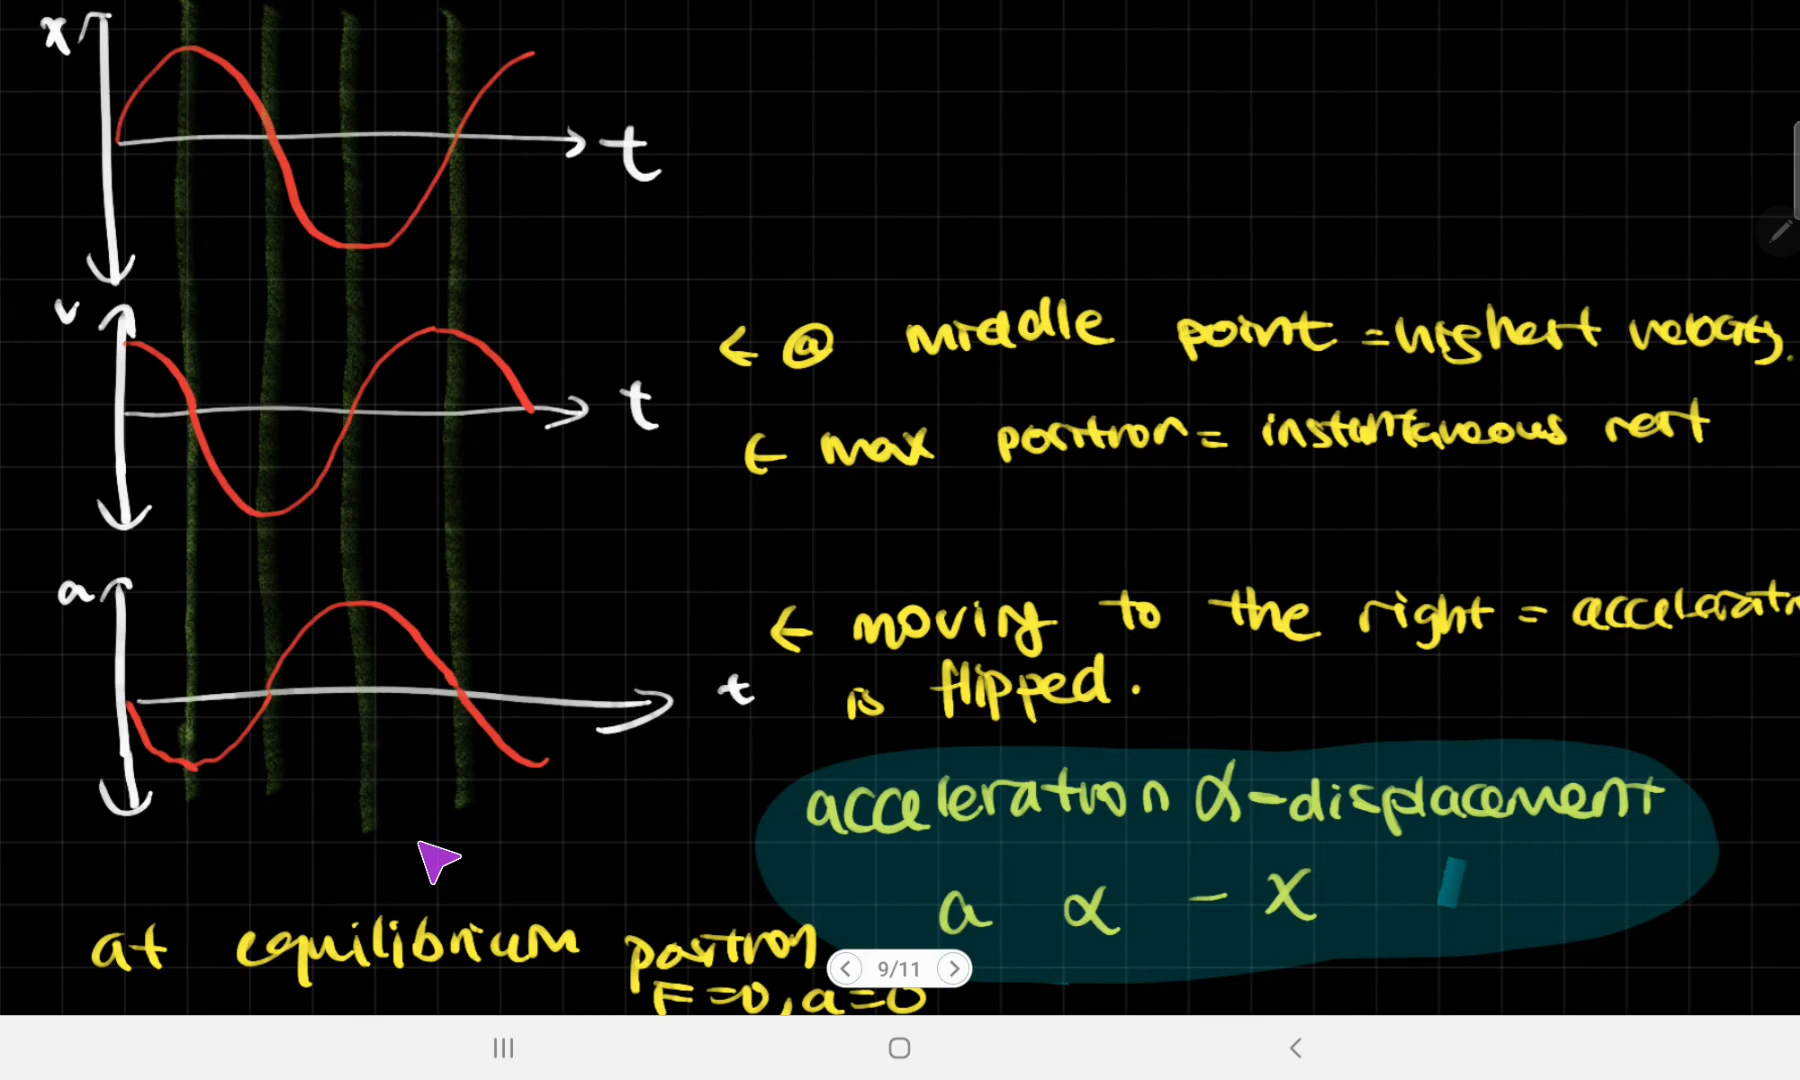 x
t
v
← @ middle point = highest velocity.
t
← max position = instantaneous rest
a
← moving to the right = accelerat
t
is flipped.
acceleration α -displacement
a α - x
at equilibrium position
F=0, a=0
9/11